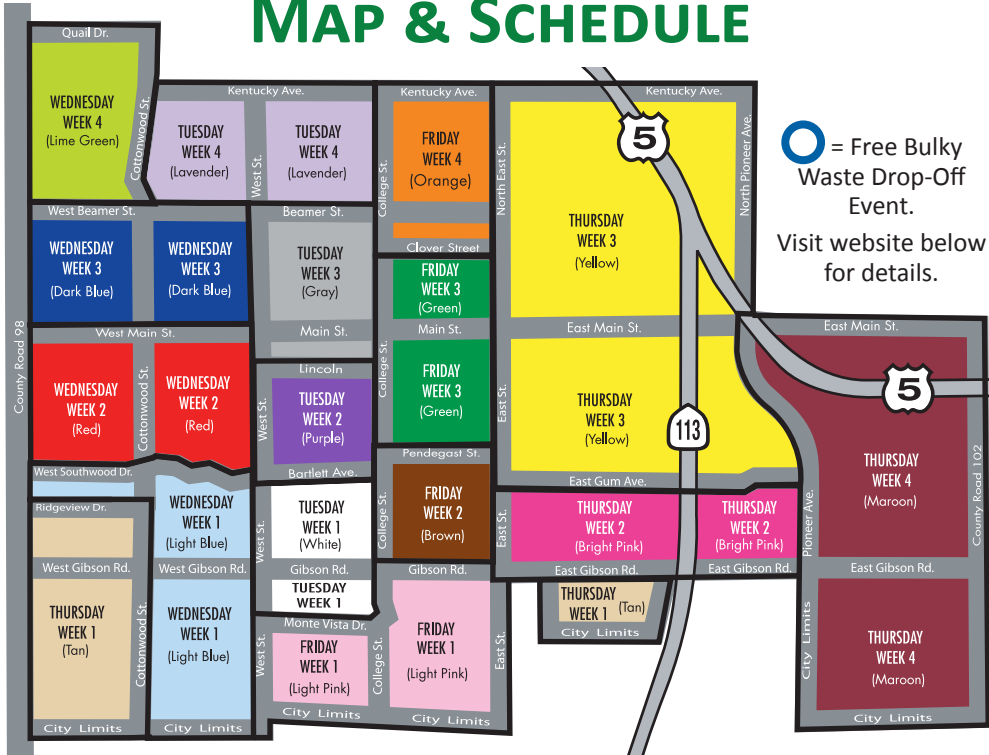 MAP & SCHEDULE
Quail Dr.
County Road 98
WEDNESDAY
WEEK 4
(Lime Green)
Cottonwood St.
Kentucky Ave.
TUESDAY
WEEK 4
(Lavender)
West St.
TUESDAY
WEEK 4
(Lavender)
College St.
Kentucky Ave.
FRIDAY
WEEK 4
(Orange)
Clover Street
North East St.
Kentucky Ave.
5
THURSDAY
WEEK 3
(Yellow)
North Pioneer Ave.
= Free Bulky
Waste Drop-Off
Event.
Visit website below
for details.
West Beamer St.
WEDNESDAY
WEEK 3
(Dark Blue)
WEDNESDAY
WEEK 3
(Dark Blue)
Beamer St.
TUESDAY
WEEK 3
(Gray)
Main St.
FRIDAY
WEEK 3
(Green)
Main St.
East Main St.
East Main St.
West Main St.
WEDNESDAY
WEEK 2
(Red)
Cottonwood St.
WEDNESDAY
WEEK 2
(Red)
West St.
Lincoln
TUESDAY
WEEK 2
(Purple)
Bartlett Ave.
College St.
FRIDAY
WEEK 3
(Green)
Pendegast St.
East St.
THURSDAY
WEEK 3
(Yellow)
113
5
THURSDAY
WEEK 4
(Maroon)
County Road 102
West Southwood Dr.
Ridgeview Dr.
WEDNESDAY
WEEK 1
(Light Blue)
West St.
TUESDAY
WEEK 1
(White)
College St.
FRIDAY
WEEK 2
(Brown)
East St.
East Gum Ave.
THURSDAY
WEEK 2
(Bright Pink)
THURSDAY
WEEK 2
(Bright Pink)
Pioneer Ave.
West Gibson Rd.
West Gibson Rd.
Gibson Rd.
Gibson Rd.
East Gibson Rd.
East Gibson Rd.
East Gibson Rd.
THURSDAY
WEEK 1
(Tan)
Cottonwood St.
WEDNESDAY
WEEK 1
(Light Blue)
TUESDAY
WEEK 1
Monte Vista Dr.
West St.
FRIDAY
WEEK 1
(Light Pink)
College St.
FRIDAY
WEEK 1
(Light Pink)
East St.
THURSDAY
WEEK 1
(Tan)
City Limits
City Limits
THURSDAY
WEEK 4
(Maroon)
City Limits
City Limits
City Limits
City Limits